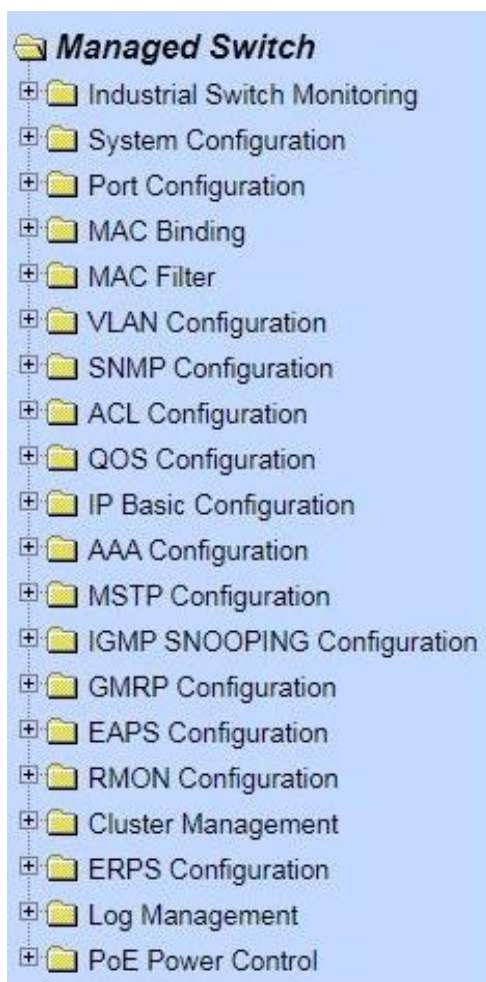 Managed Switch
Industrial Switch Monitoring
System Configuration
Port Configuration
MAC Binding
MAC Filter
VLAN Configuration
SNMP Configuration
ACL Configuration
QOS Configuration
IP Basic Configuration
AAA Configuration
MSTP Configuration
IGMP SNOOPING Configuration
GMRP Configuration
EAPS Configuration
RMON Configuration
Cluster Management
ERPS Configuration
Log Management
PoE Power Control